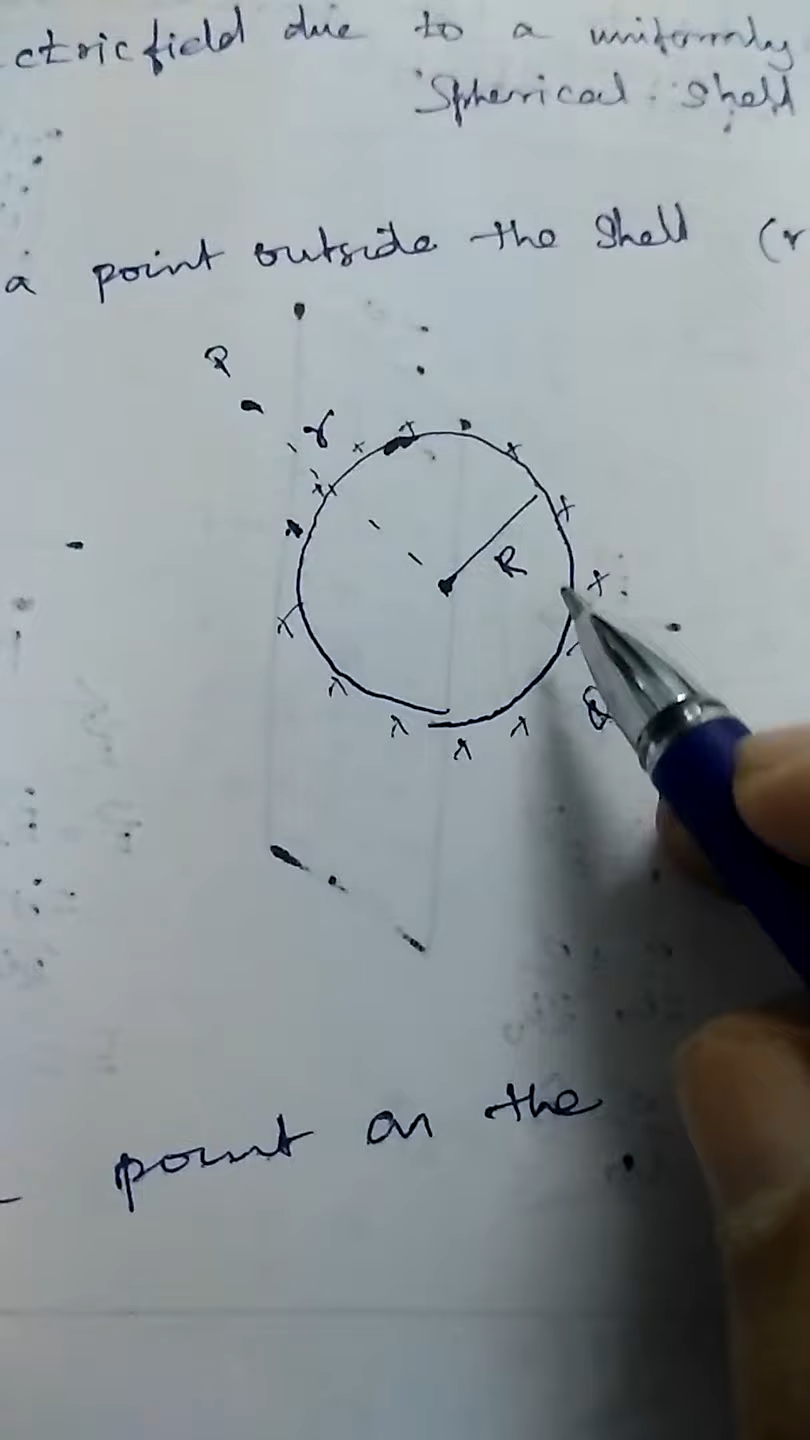 ctric field due to a uniformly
Spherical shell
a point outside the shell (r
P
r
R
Q
point on the